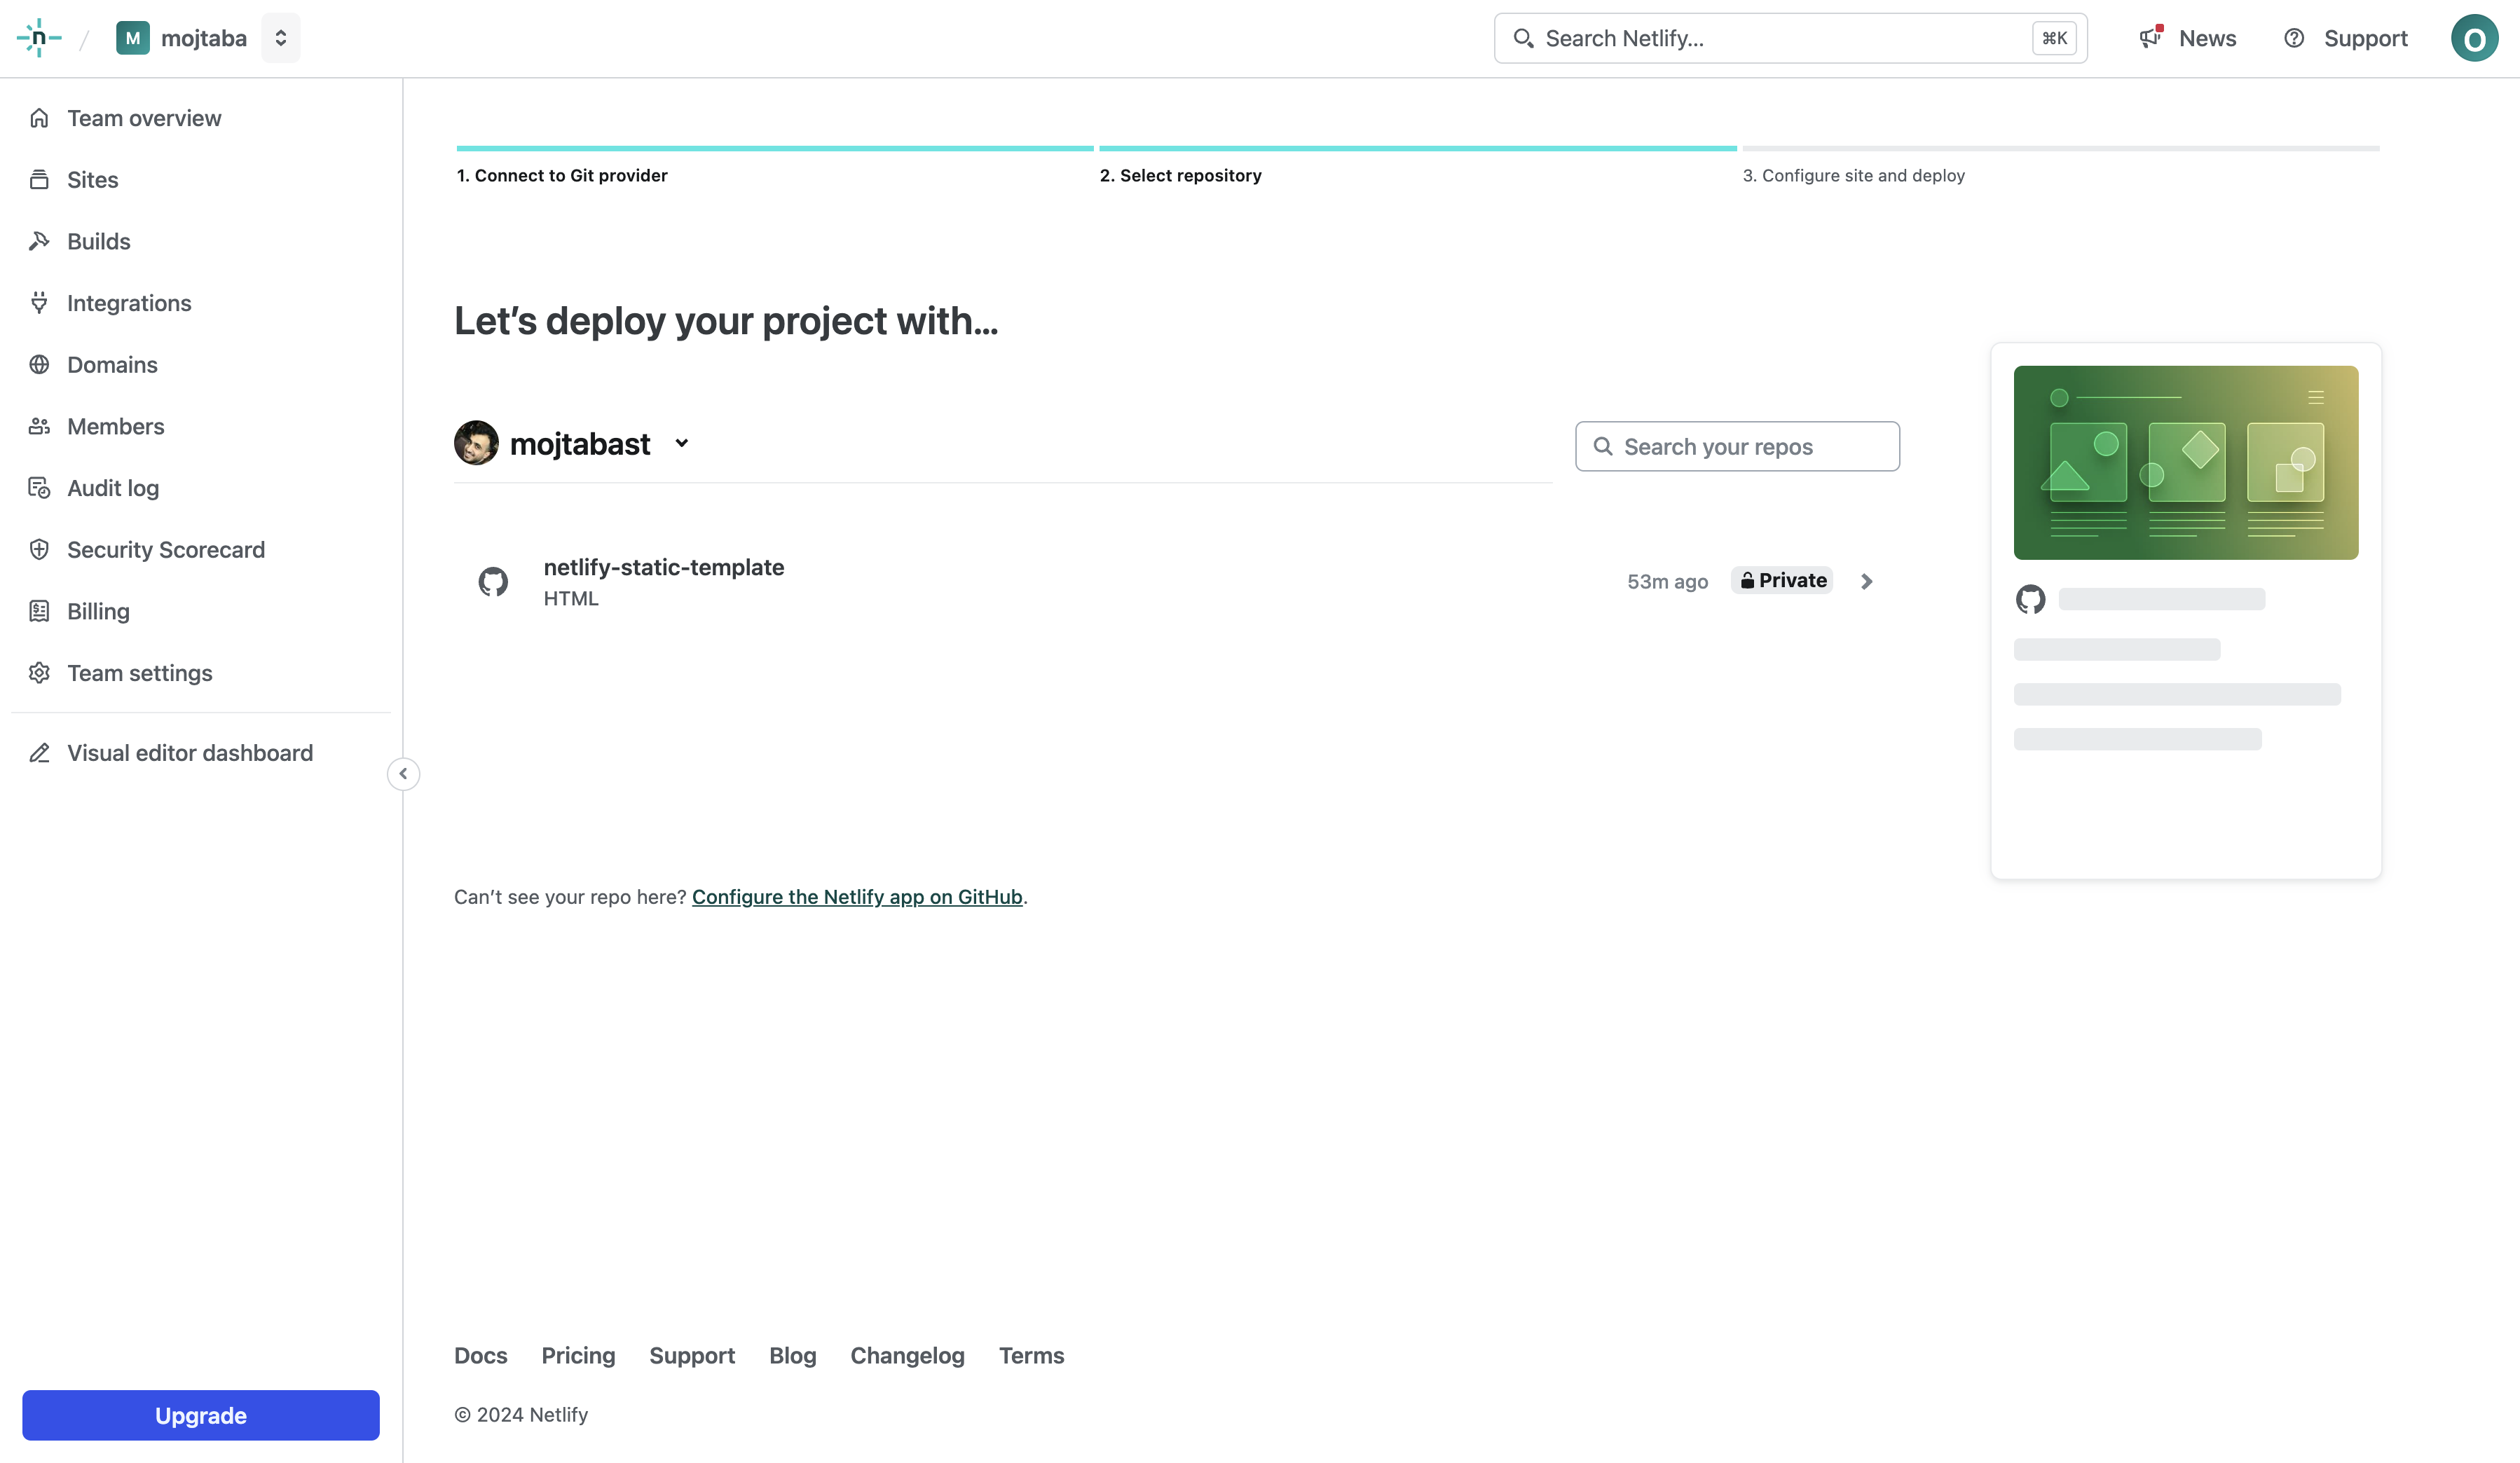 n / M mojtaba
Search Netlify... ⌘K
News
Support
O
Team overview
Sites
Builds
Integrations
Domains
Members
Audit log
Security Scorecard
Billing
Team settings
Visual editor dashboard
Upgrade
1. Connect to Git provider
2. Select repository
3. Configure site and deploy
Let’s deploy your project with…
mojtabast
Search your repos
netlify-static-template
HTML
53m ago
Private
Can’t see your repo here? Configure the Netlify app on GitHub.
Docs Pricing Support Blog Changelog Terms
© 2024 Netlify